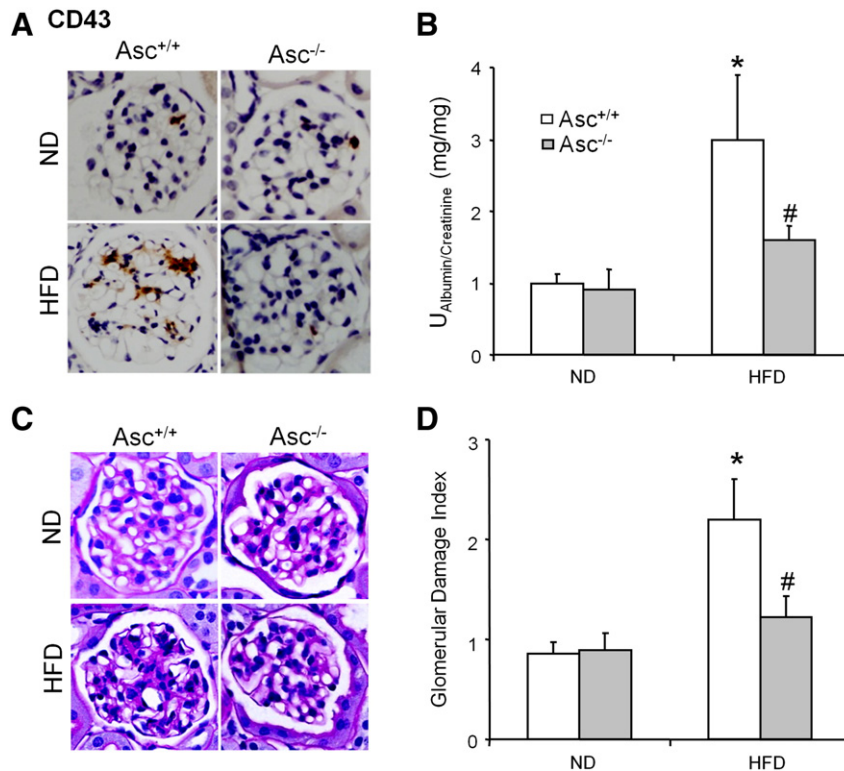 A CD43
Asc+/+ Asc-/-
ND
HFD
B
UAlbumin/Creatinine (mg/mg)
4
3
2
1
0
*
#
Asc+/+
Asc-/-
ND HFD
C
Asc+/+ Asc-/-
ND
HFD
D
Glomerular Damage Index
3
2
1
0
*
#
ND HFD